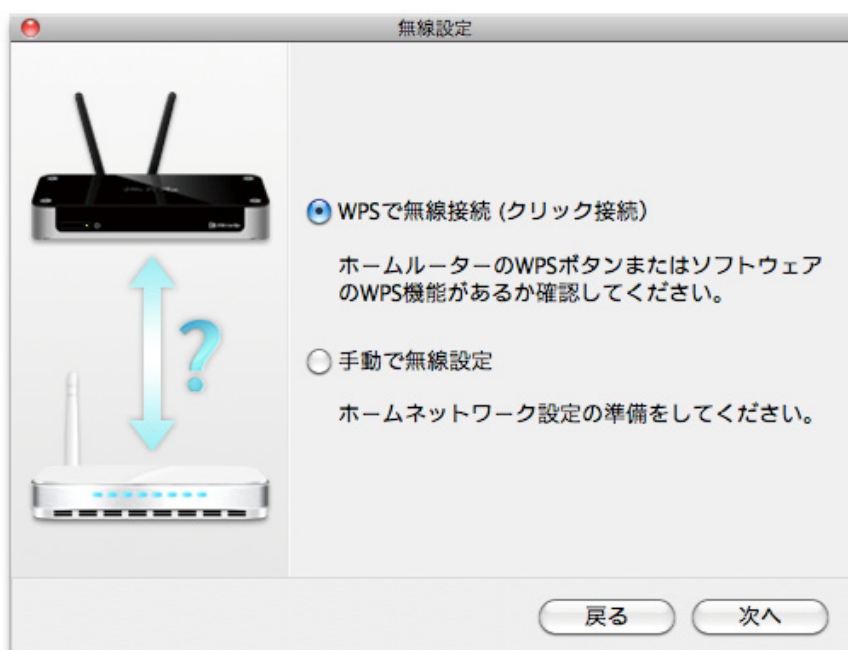 無線設定
WPSで無線接続 (クリック接続)
ホームルーターのWPSボタンまたはソフトウェア
のWPS機能があるか確認してください。
手動で無線設定
ホームネットワーク設定の準備をしてください。
戻る
次へ